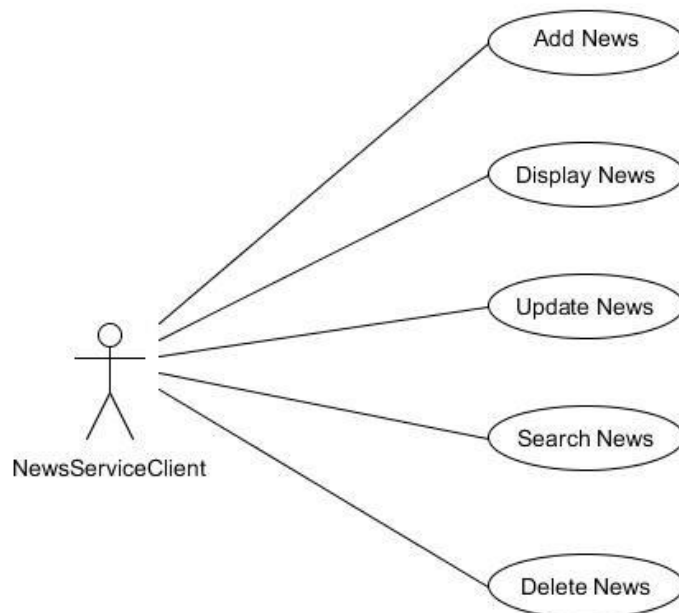 Add News
Display News
Update News
Search News
NewsServiceClient
Delete News